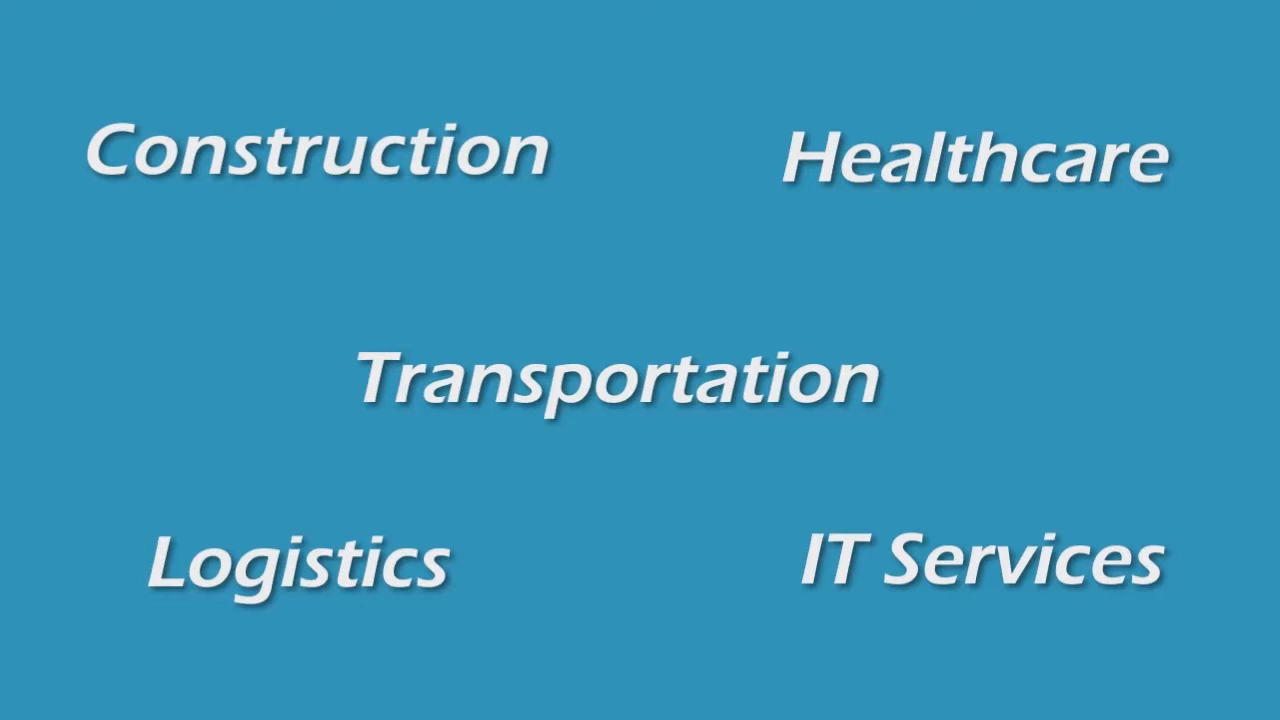 Construction
Healthcare
Transportation
Logistics
IT Services